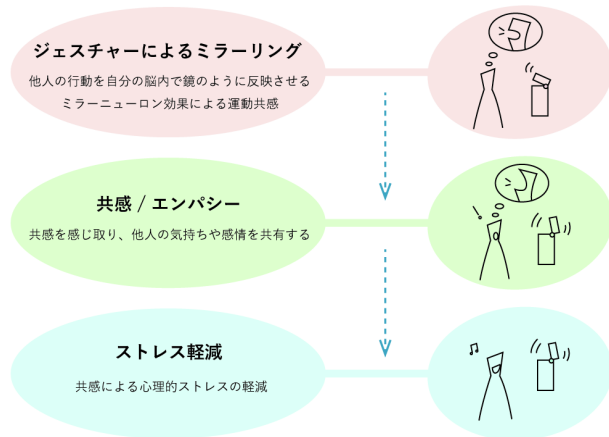 ジェスチャーによるミラーリング
他人の行動を自分の脳内で鏡のように反映させる
ミラーニューロン効果による運動共感
共感 / エンパシー
共感を感じ取り、他人の気持ちや感情を共有する
ストレス軽減
共感による心理的ストレスの軽減